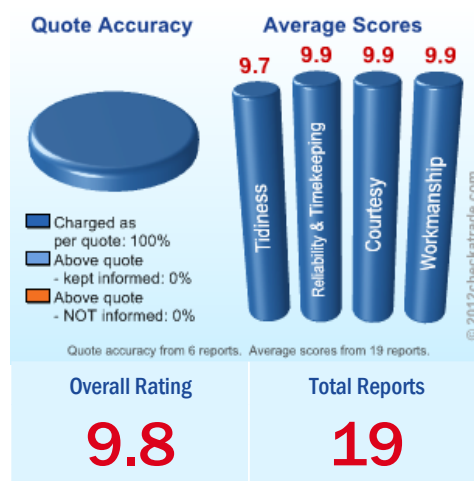 Quote Accuracy
Average Scores
9.7
9.9
9.9
9.9
Tidiness
Reliability & Timekeeping
Courtesy
Workmanship
Charged as
per quote: 100%
Above quote
- kept informed: 0%
Above quote
- NOT informed: 0%
© 2012checkatrade.com
Quote accuracy from 6 reports. Average scores from 19 reports.
Overall Rating
Total Reports
9.8
19